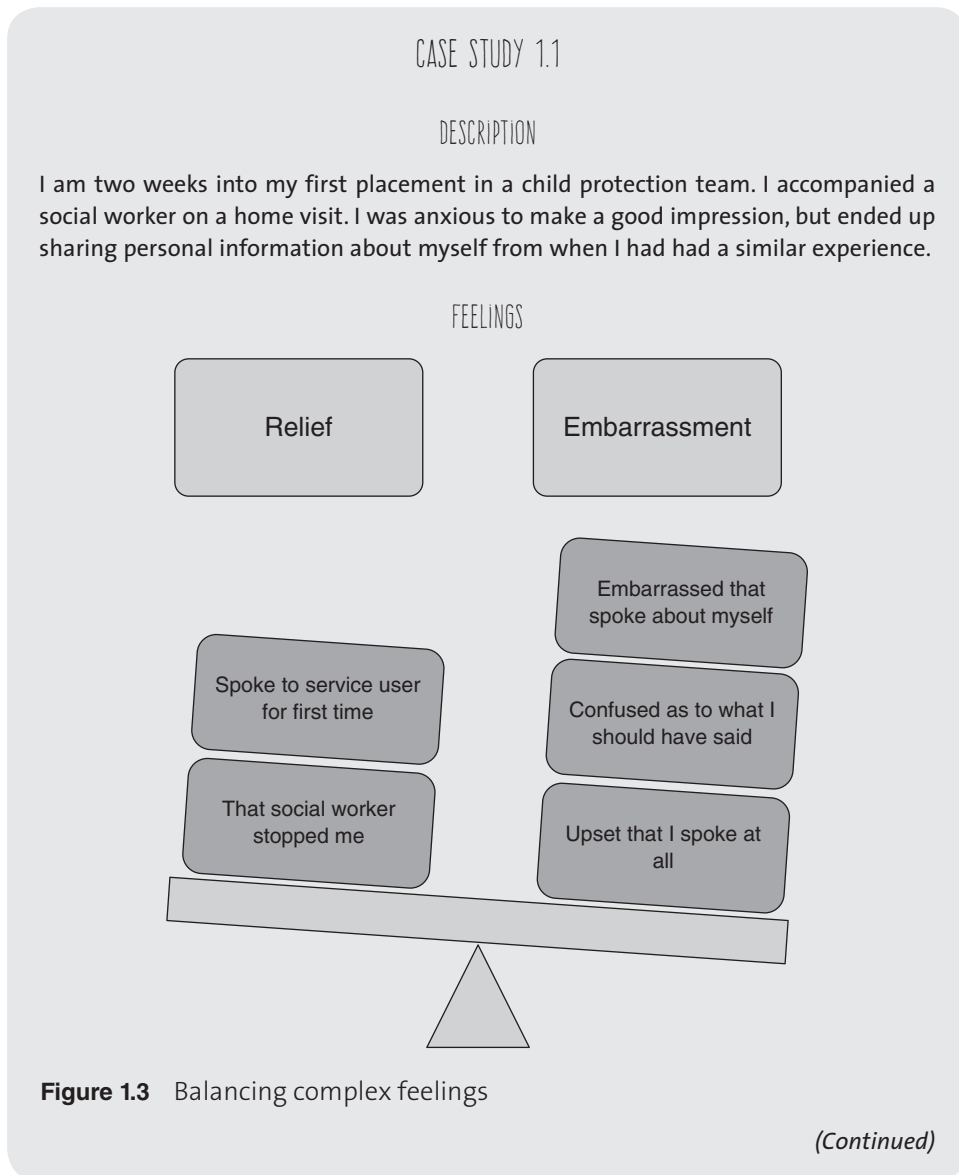 CASE STUDY 1.1
DESCRIPTION
I am two weeks into my first placement in a child protection team. I accompanied a
social worker on a home visit. I was anxious to make a good impression, but ended up
sharing personal information about myself from when I had had a similar experience.
FEELINGS
Relief
Embarrassment
Spoke to service user
for first time
That social worker
stopped me
Embarrassed that
spoke about myself
Confused as to what I
should have said
Upset that I spoke at
all
Figure 1.3 Balancing complex feelings
(Continued)